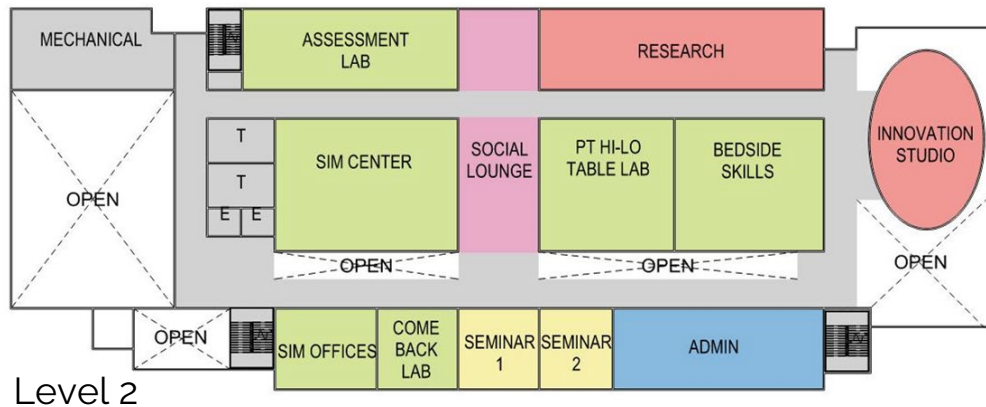 MECHANICAL
ASSESSMENT
LAB
RESEARCH
T
T
E E
SIM CENTER
SOCIAL
LOUNGE
PT HI-LO
TABLE LAB
BEDSIDE
SKILLS
INNOVATION
STUDIO
OPEN
OPEN
OPEN
OPEN
OPEN
SIM OFFICES
COME
BACK
LAB
SEMINAR
1
SEMINAR
2
ADMIN
Level 2